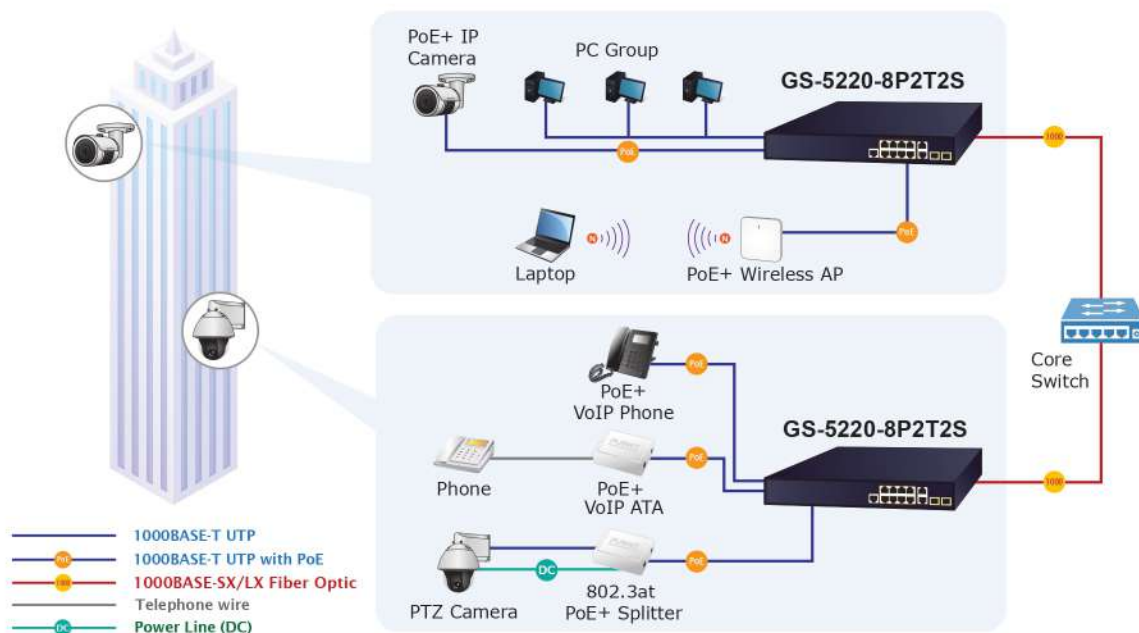 PoE+ IP
Camera
PC Group
GS-5220-8P2T2S
1000
PoE
PoE
N
N
Laptop
PoE+ Wireless AP
Core
Switch
PoE
PoE+
VoIP Phone
GS-5220-8P2T2S
PLANET
PoE
1000
Phone
PoE+
VoIP ATA
PLANET
PoE
DC
PTZ Camera
802.3at
PoE+ Splitter
1000BASE-T UTP
PoE
1000BASE-T UTP with PoE
1000
1000BASE-SX/LX Fiber Optic
Telephone wire
DC
Power Line (DC)